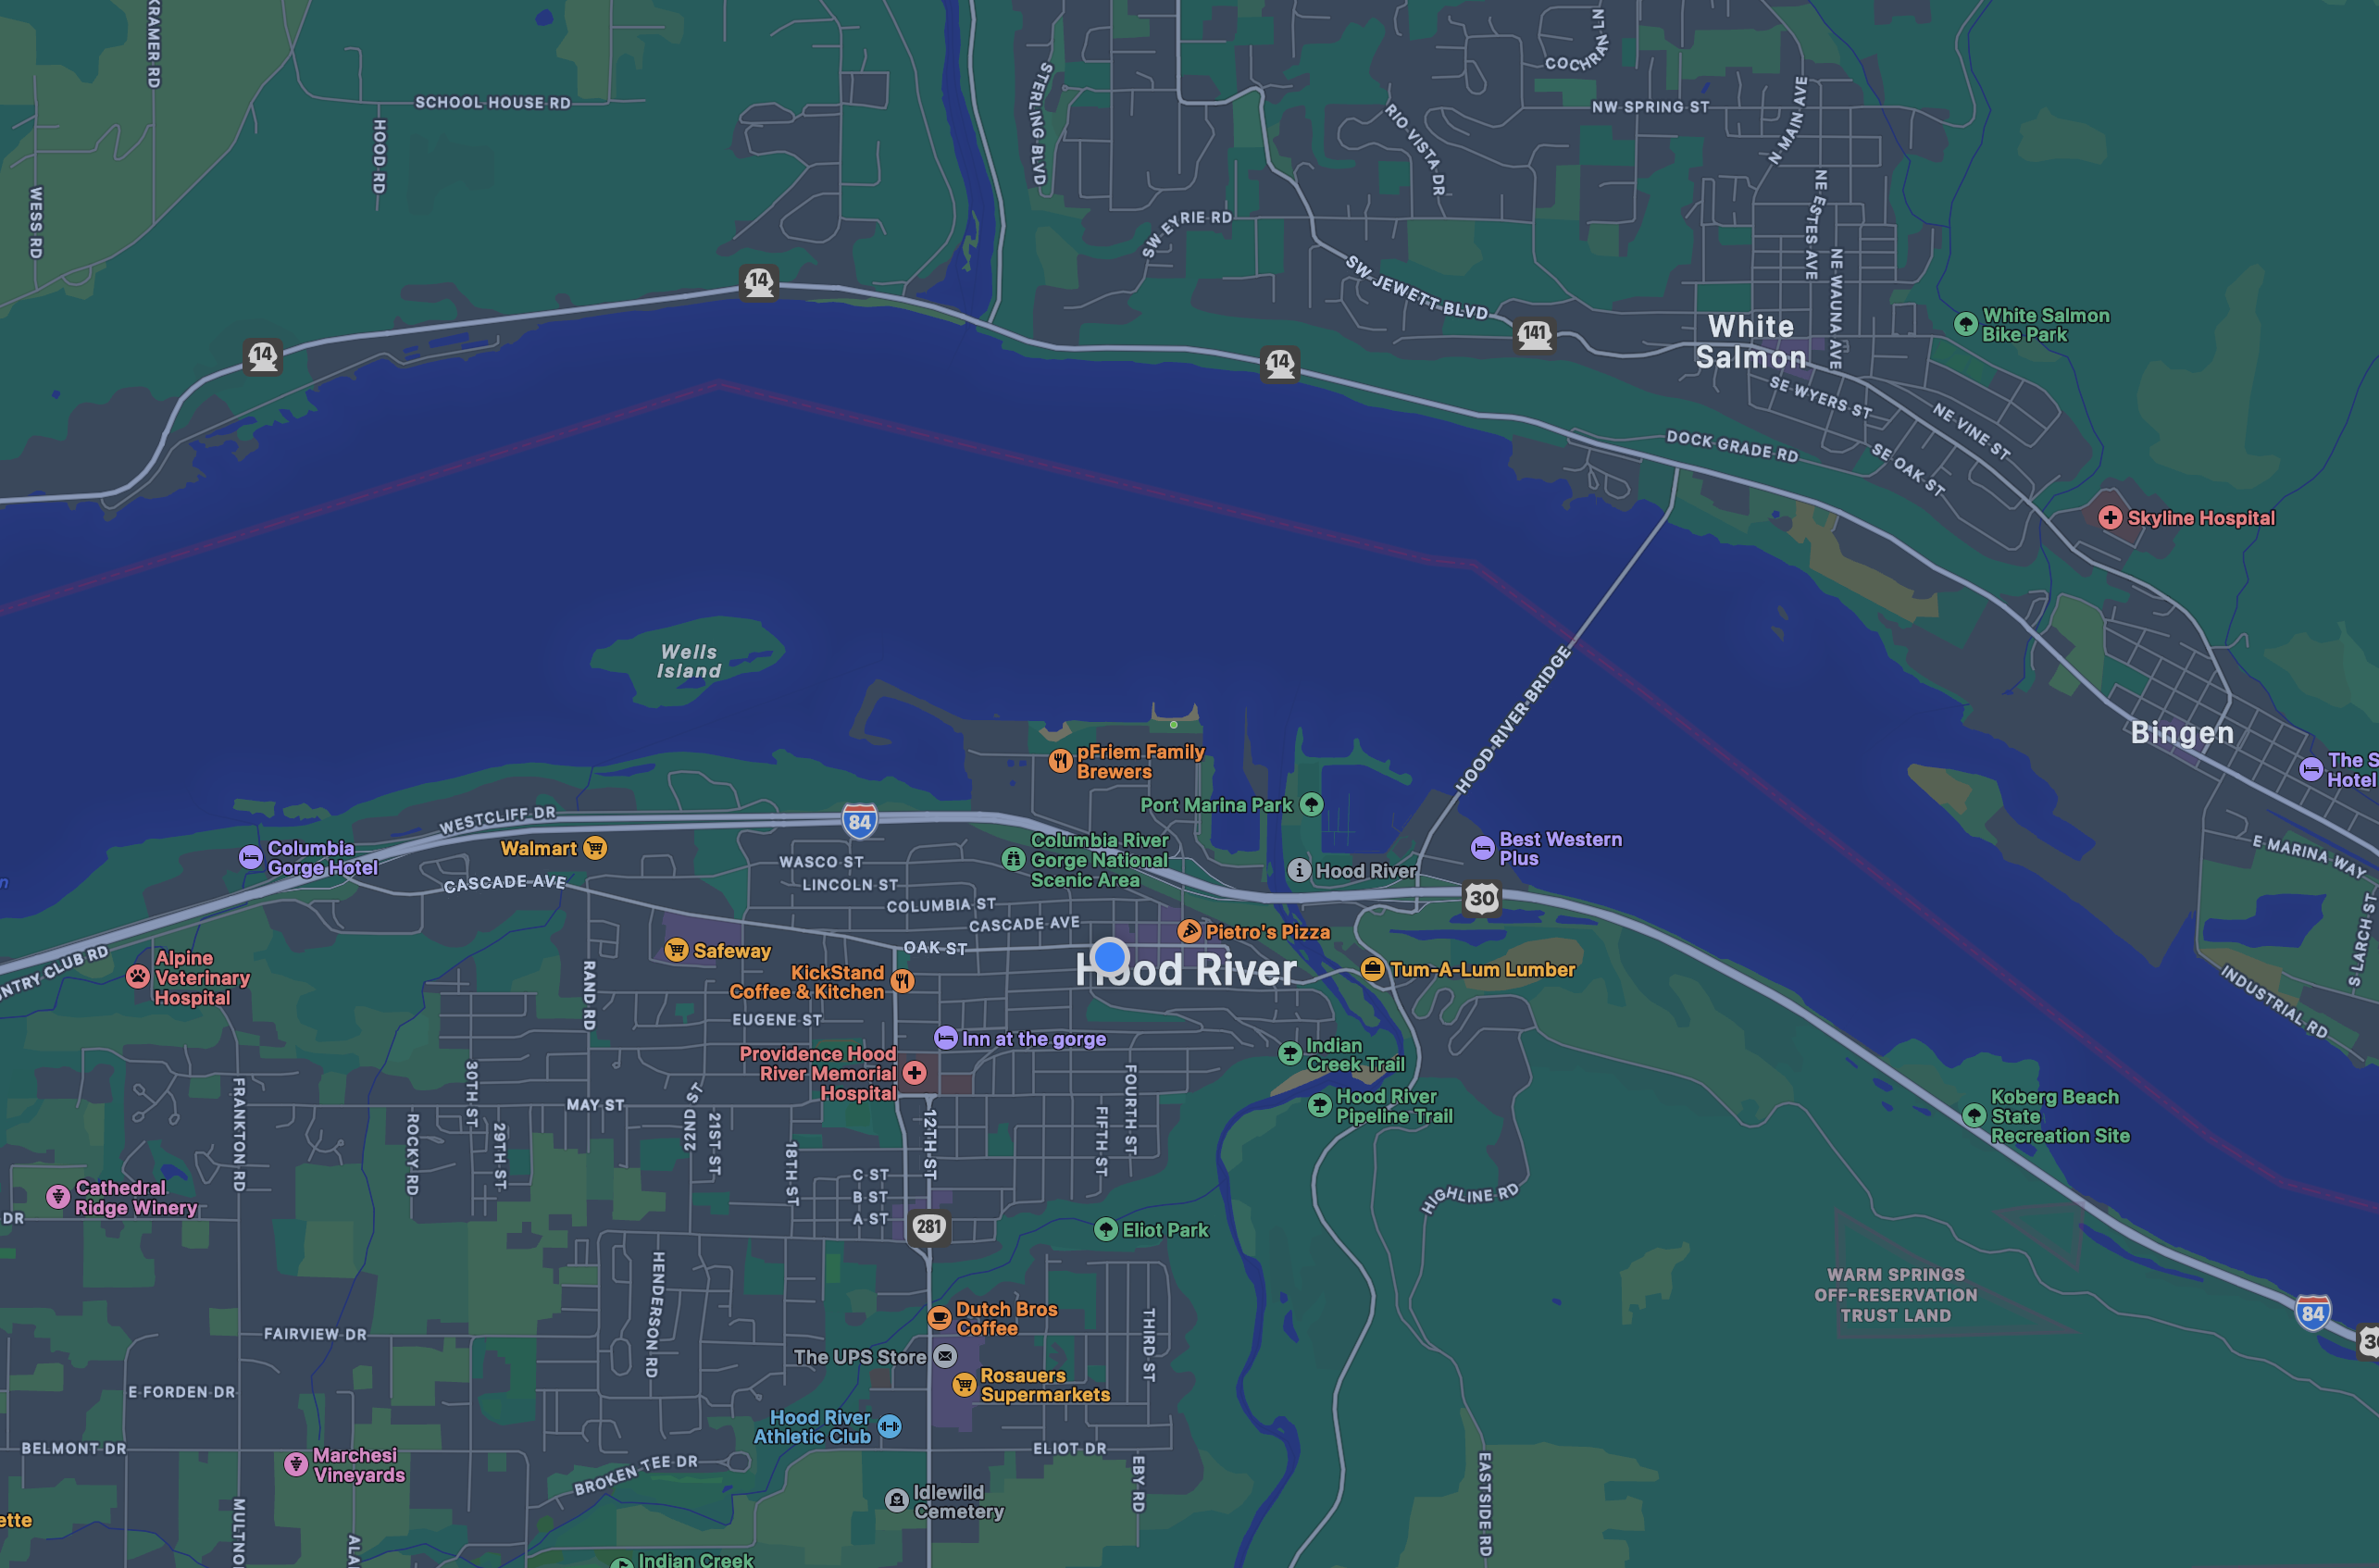 KRAMER RD
SCHOOL HOUSE RD
HOOD RD
WESS RD
STERLING BLVD
COCHRAN LN
RIO VISTA DR
NW SPRING ST
N MAIN AVE
SW EYRIE RD
NE ESTES AVE
NE WAUNA AVE
SW JEWETT BLVD
14
14
14
141
White
Salmon
White Salmon
Bike Park
SE WYERS ST
NE VINE ST
DOCK GRADE RD
SE OAK ST
Skyline Hospital
Wells
Island
HOOD RIVER BRIDGE
Bingen
The S
Hotel
pFriem Family
Brewers
Port Marina Park
WESTCLIFF DR
84
Columbia
Gorge Hotel
Walmart
CASCADE AVE
WASCO ST
LINCOLN ST
COLUMBIA ST
CASCADE AVE
OAK ST
Columbia River
Gorge National
Scenic Area
Hood River
Best Western
Plus
30
E MARINA WAY
S LARCH ST
INDUSTRIAL RD
NTRY CLUB RD
Alpine
Veterinary
Hospital
Safeway
RAND RD
KickStand
Coffee & Kitchen
Pietro's Pizza
Hood River
Tum-A-Lum Lumber
EUGENE ST
Inn at the gorge
Providence Hood
River Memorial
Hospital
Indian
Creek Trail
Hood River
Pipeline Trail
Koberg Beach
State
Recreation Site
FRANKTON RD
30TH ST
ROCKY RD
29TH ST
MAY ST
22ND ST
21ST ST
18TH ST
12TH ST
FIFTH ST
FOURTH ST
C ST
B ST
A ST
281
Cathedral
Ridge Winery
DR
HIGHLINE RD
Eliot Park
WARM SPRINGS
OFF-RESERVATION
TRUST LAND
84
30
HENDERSON RD
FAIRVIEW DR
Dutch Bros
Coffee
The UPS Store
Rosauers
Supermarkets
THIRD ST
E FORDEN DR
Hood River
Athletic Club
BELMONT DR
Marchesi
Vineyards
BROKEN TEE DR
ELIOT DR
EBY RD
EASTSIDE RD
Idlewild
Cemetery
ette
MULTNO
ALA
Indian Creek